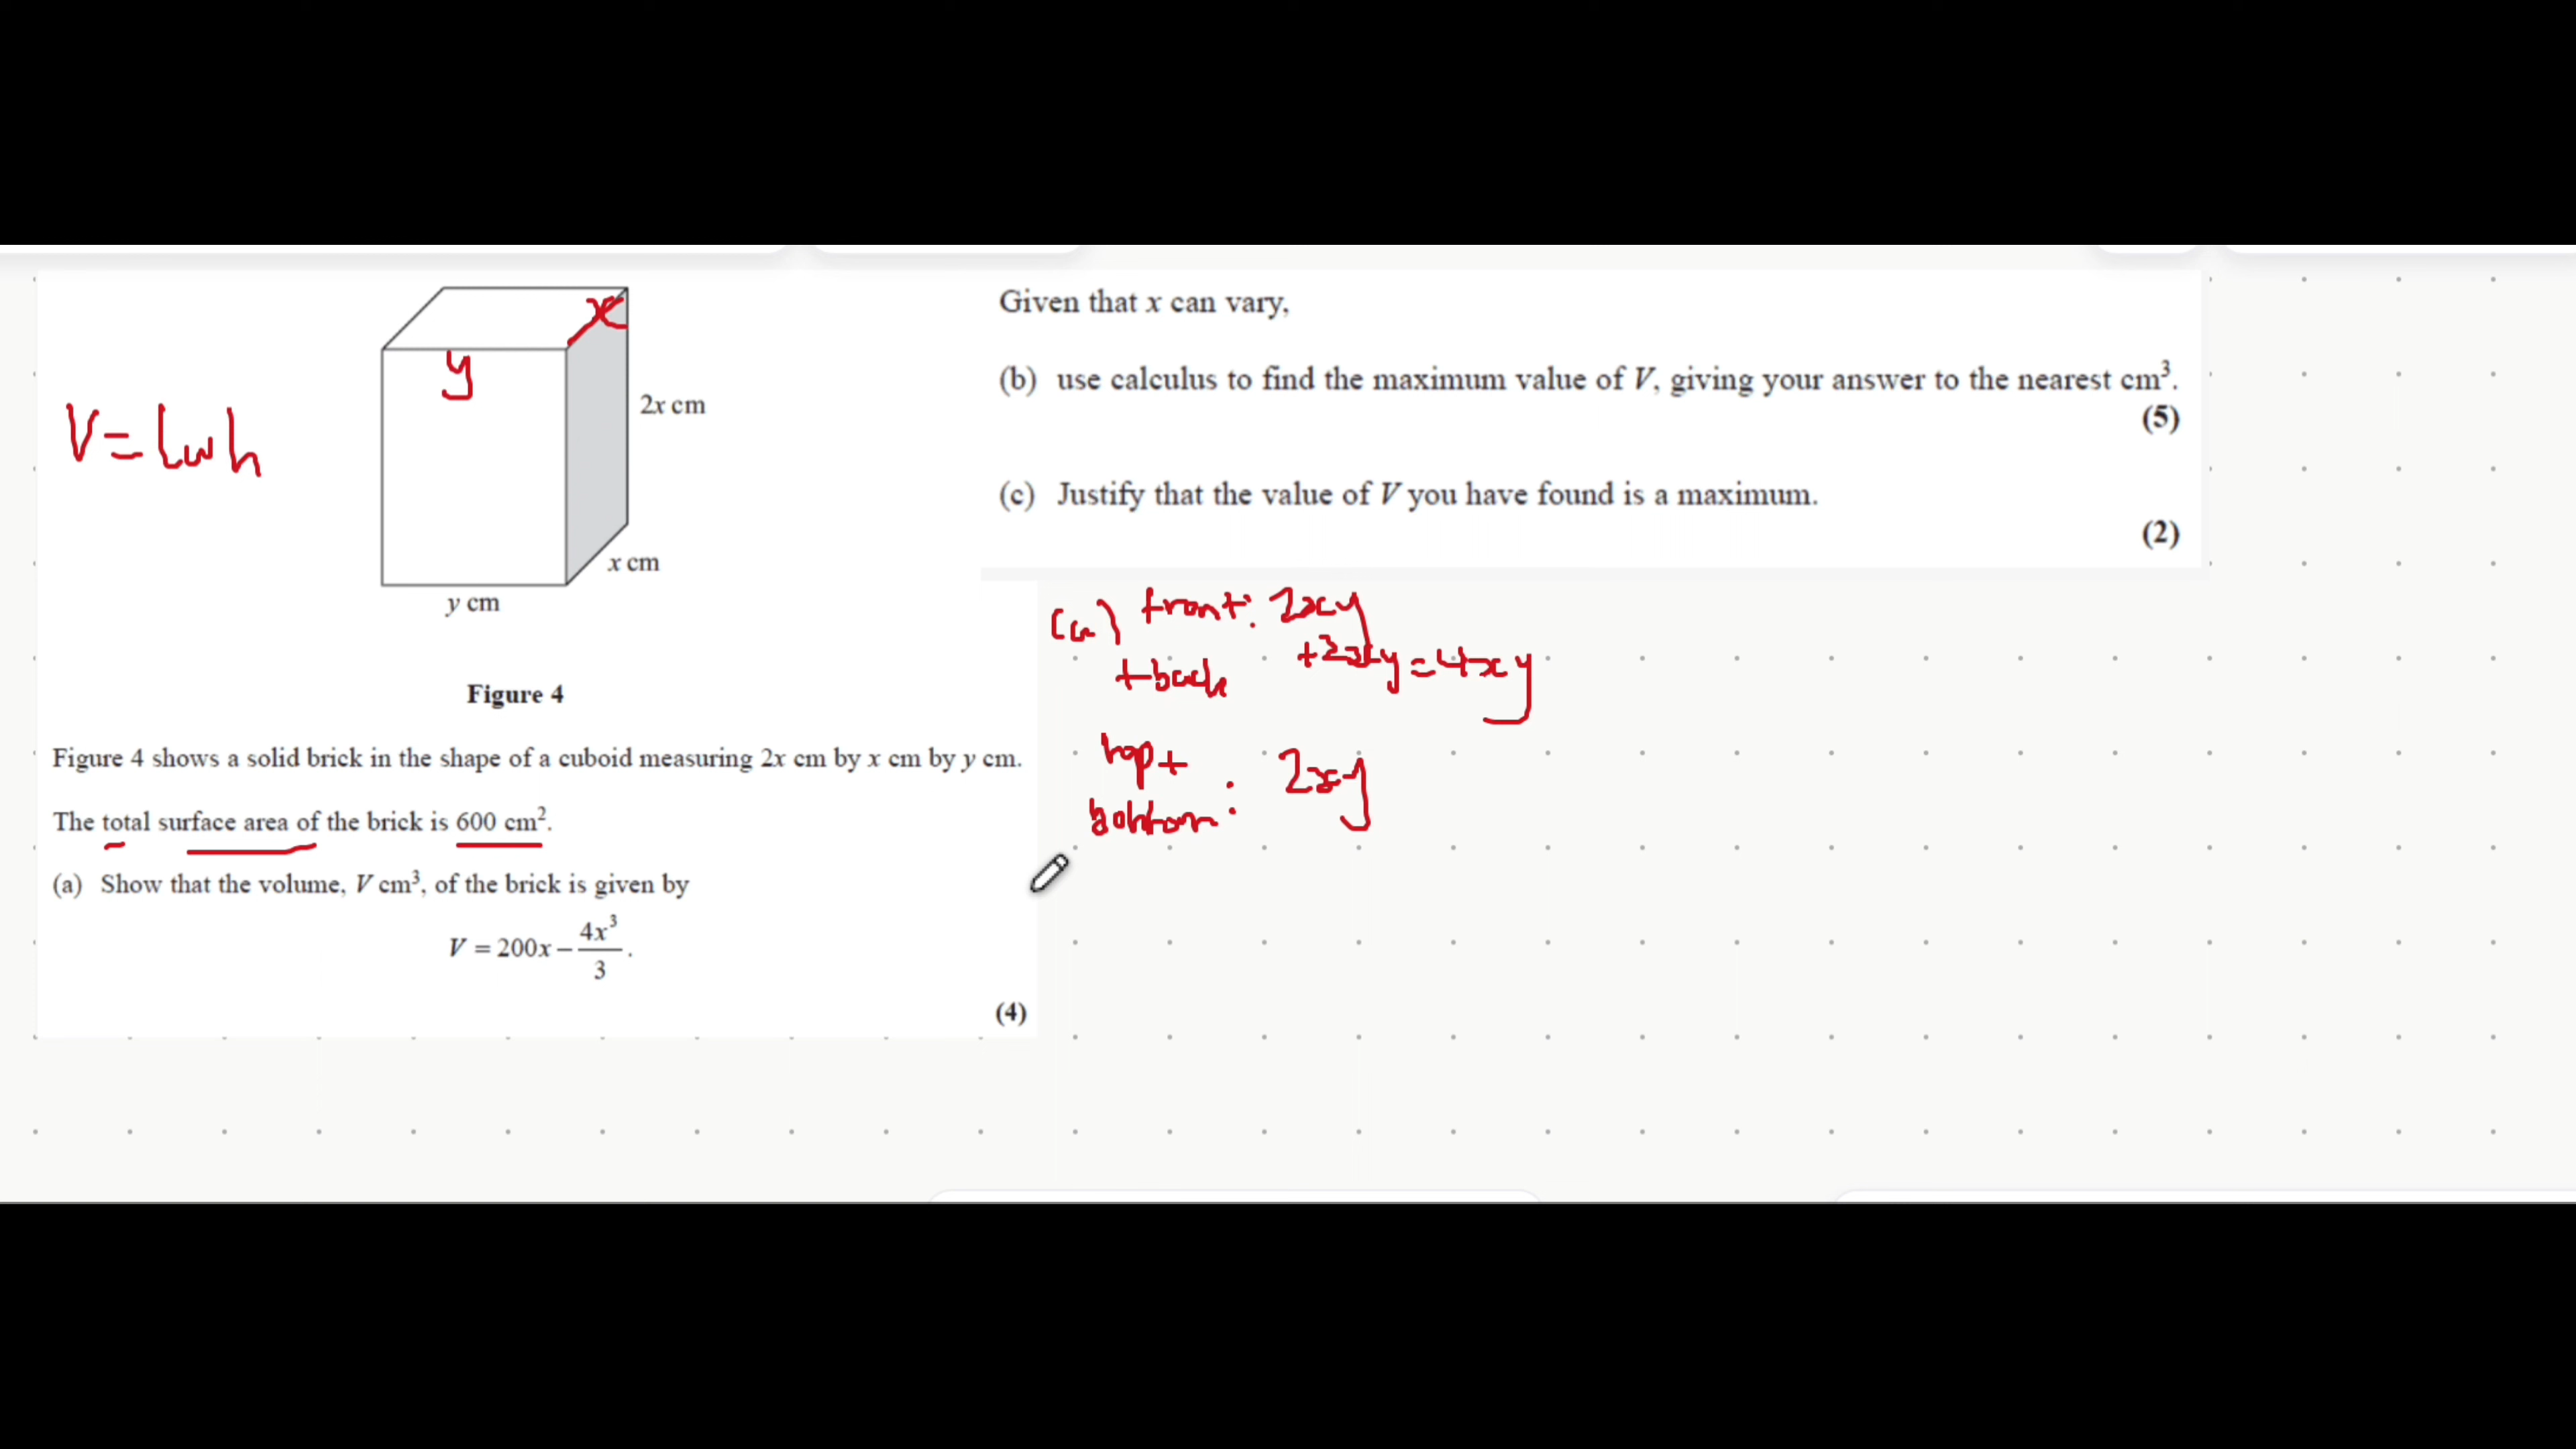 x
y
V = lwh
2x cm
x cm
y cm
Figure 4
Figure 4 shows a solid brick in the shape of a cuboid measuring 2x cm by x cm by y cm.
The total surface area of the brick is 600 cm².
(a) Show that the volume, V cm³, of the brick is given by
V = 200x – 4x³/3 .
(4)
Given that x can vary,
(b) use calculus to find the maximum value of V, giving your answer to the nearest cm³.
(5)
(c) Justify that the value of V you have found is a maximum.
(2)
(a) front: 2xy
+back +2xy = 4xy
top +
bottom : 2xy